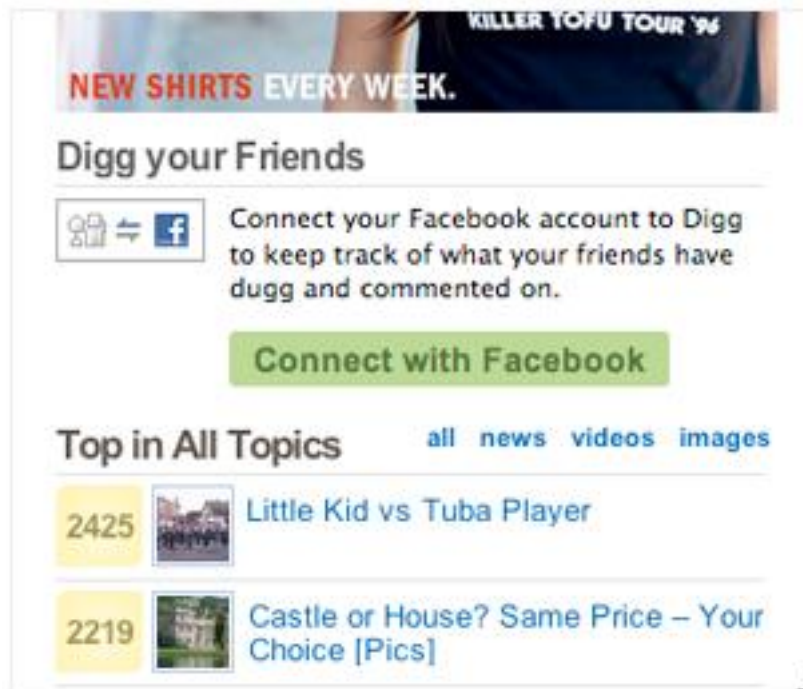 KILLER TOFU TOUR '96
NEW SHIRTS EVERY WEEK.
Digg your Friends
Connect your Facebook account to Digg
to keep track of what your friends have
dugg and commented on.
Connect with Facebook
Top in All Topics all news videos images
2425 Little Kid vs Tuba Player
2219 Castle or House? Same Price – Your
Choice [Pics]